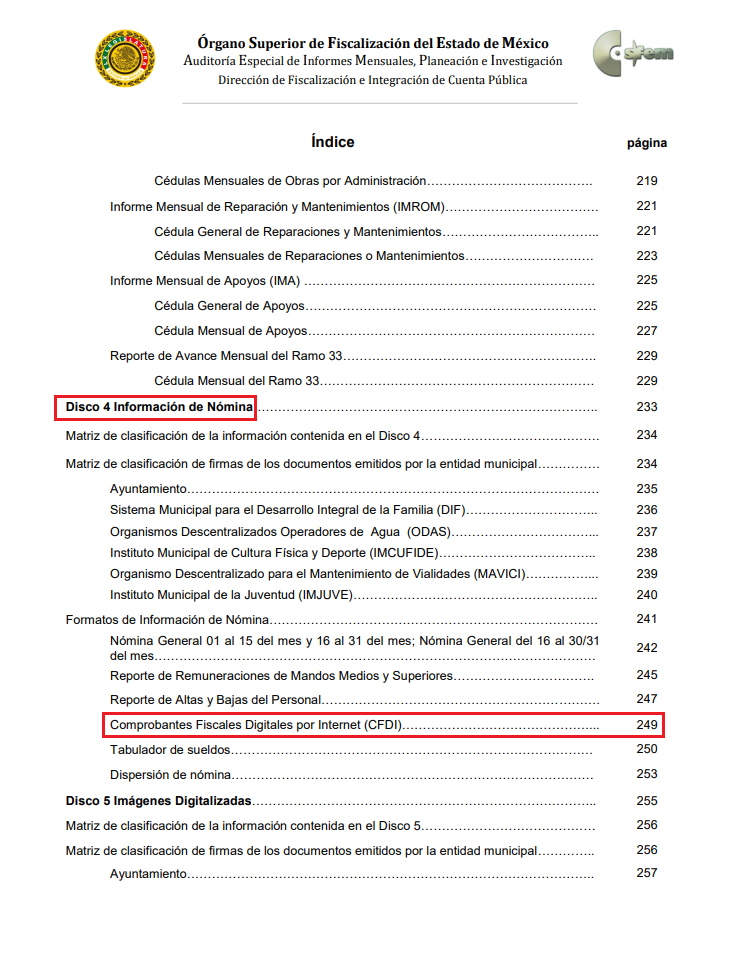 Órgano Superior de Fiscalización del Estado de México
Auditoría Especial de Informes Mensuales, Planeación e Investigación
Dirección de Fiscalización e Integración de Cuenta Pública
osfem
Índice página
Cédulas Mensuales de Obras por Administración…………………………………. 219
Informe Mensual de Reparación y Mantenimientos (IMROM)……………………………… 221
Cédula General de Reparaciones y Mantenimientos……………………………….. 221
Cédulas Mensuales de Reparaciones o Mantenimientos…………………………… 223
Informe Mensual de Apoyos (IMA) ……………………………………………………………… 225
Cédula General de Apoyos……………………………………………………………… 225
Cédula Mensual de Apoyos……………………………………………………………… 227
Reporte de Avance Mensual del Ramo 33……………………………………………………. 229
Cédula Mensual del Ramo 33…………………………………………………………… 229
Disco 4 Información de Nómina……………………………………………………………………….. 233
Matriz de clasificación de la información contenida en el Disco 4…………………………………… 234
Matriz de clasificación de firmas de los documentos emitidos por la entidad municipal…………… 234
Ayuntamiento……………………………………………………………………………………… 235
Sistema Municipal para el Desarrollo Integral de la Familia (DIF)………………………….. 236
Organismos Descentralizados Operadores de Agua (ODAS)……………………………... 237
Instituto Municipal de Cultura Física y Deporte (IMCUFIDE)……………………………….. 238
Organismo Descentralizado para el Mantenimiento de Vialidades (MAVICI)……………... 239
Instituto Municipal de la Juventud (IMJUVE)………………………………………………….. 240
Formatos de Información de Nómina……………………………………………………………………… 241
Nómina General 01 al 15 del mes y 16 al 31 del mes; Nómina General del 16 al 30/31
del mes…………………………………………………………………………………………… 242
Reporte de Remuneraciones de Mandos Medios y Superiores…………………………… 245
Reporte de Altas y Bajas del Personal………………………………………………………… 247
Comprobantes Fiscales Digitales por Internet (CFDI)………………………………………... 249
Tabulador de sueldos…………………………………………………………………………… 250
Dispersión de nómina…………………………………………………………………………… 253
Disco 5 Imágenes Digitalizadas……………………………………………………………………….. 255
Matriz de clasificación de la información contenida en el Disco 5…………………………………… 256
Matriz de clasificación de firmas de los documentos emitidos por la entidad municipal………….. 256
Ayuntamiento…………………………………………………………………………………….. 257